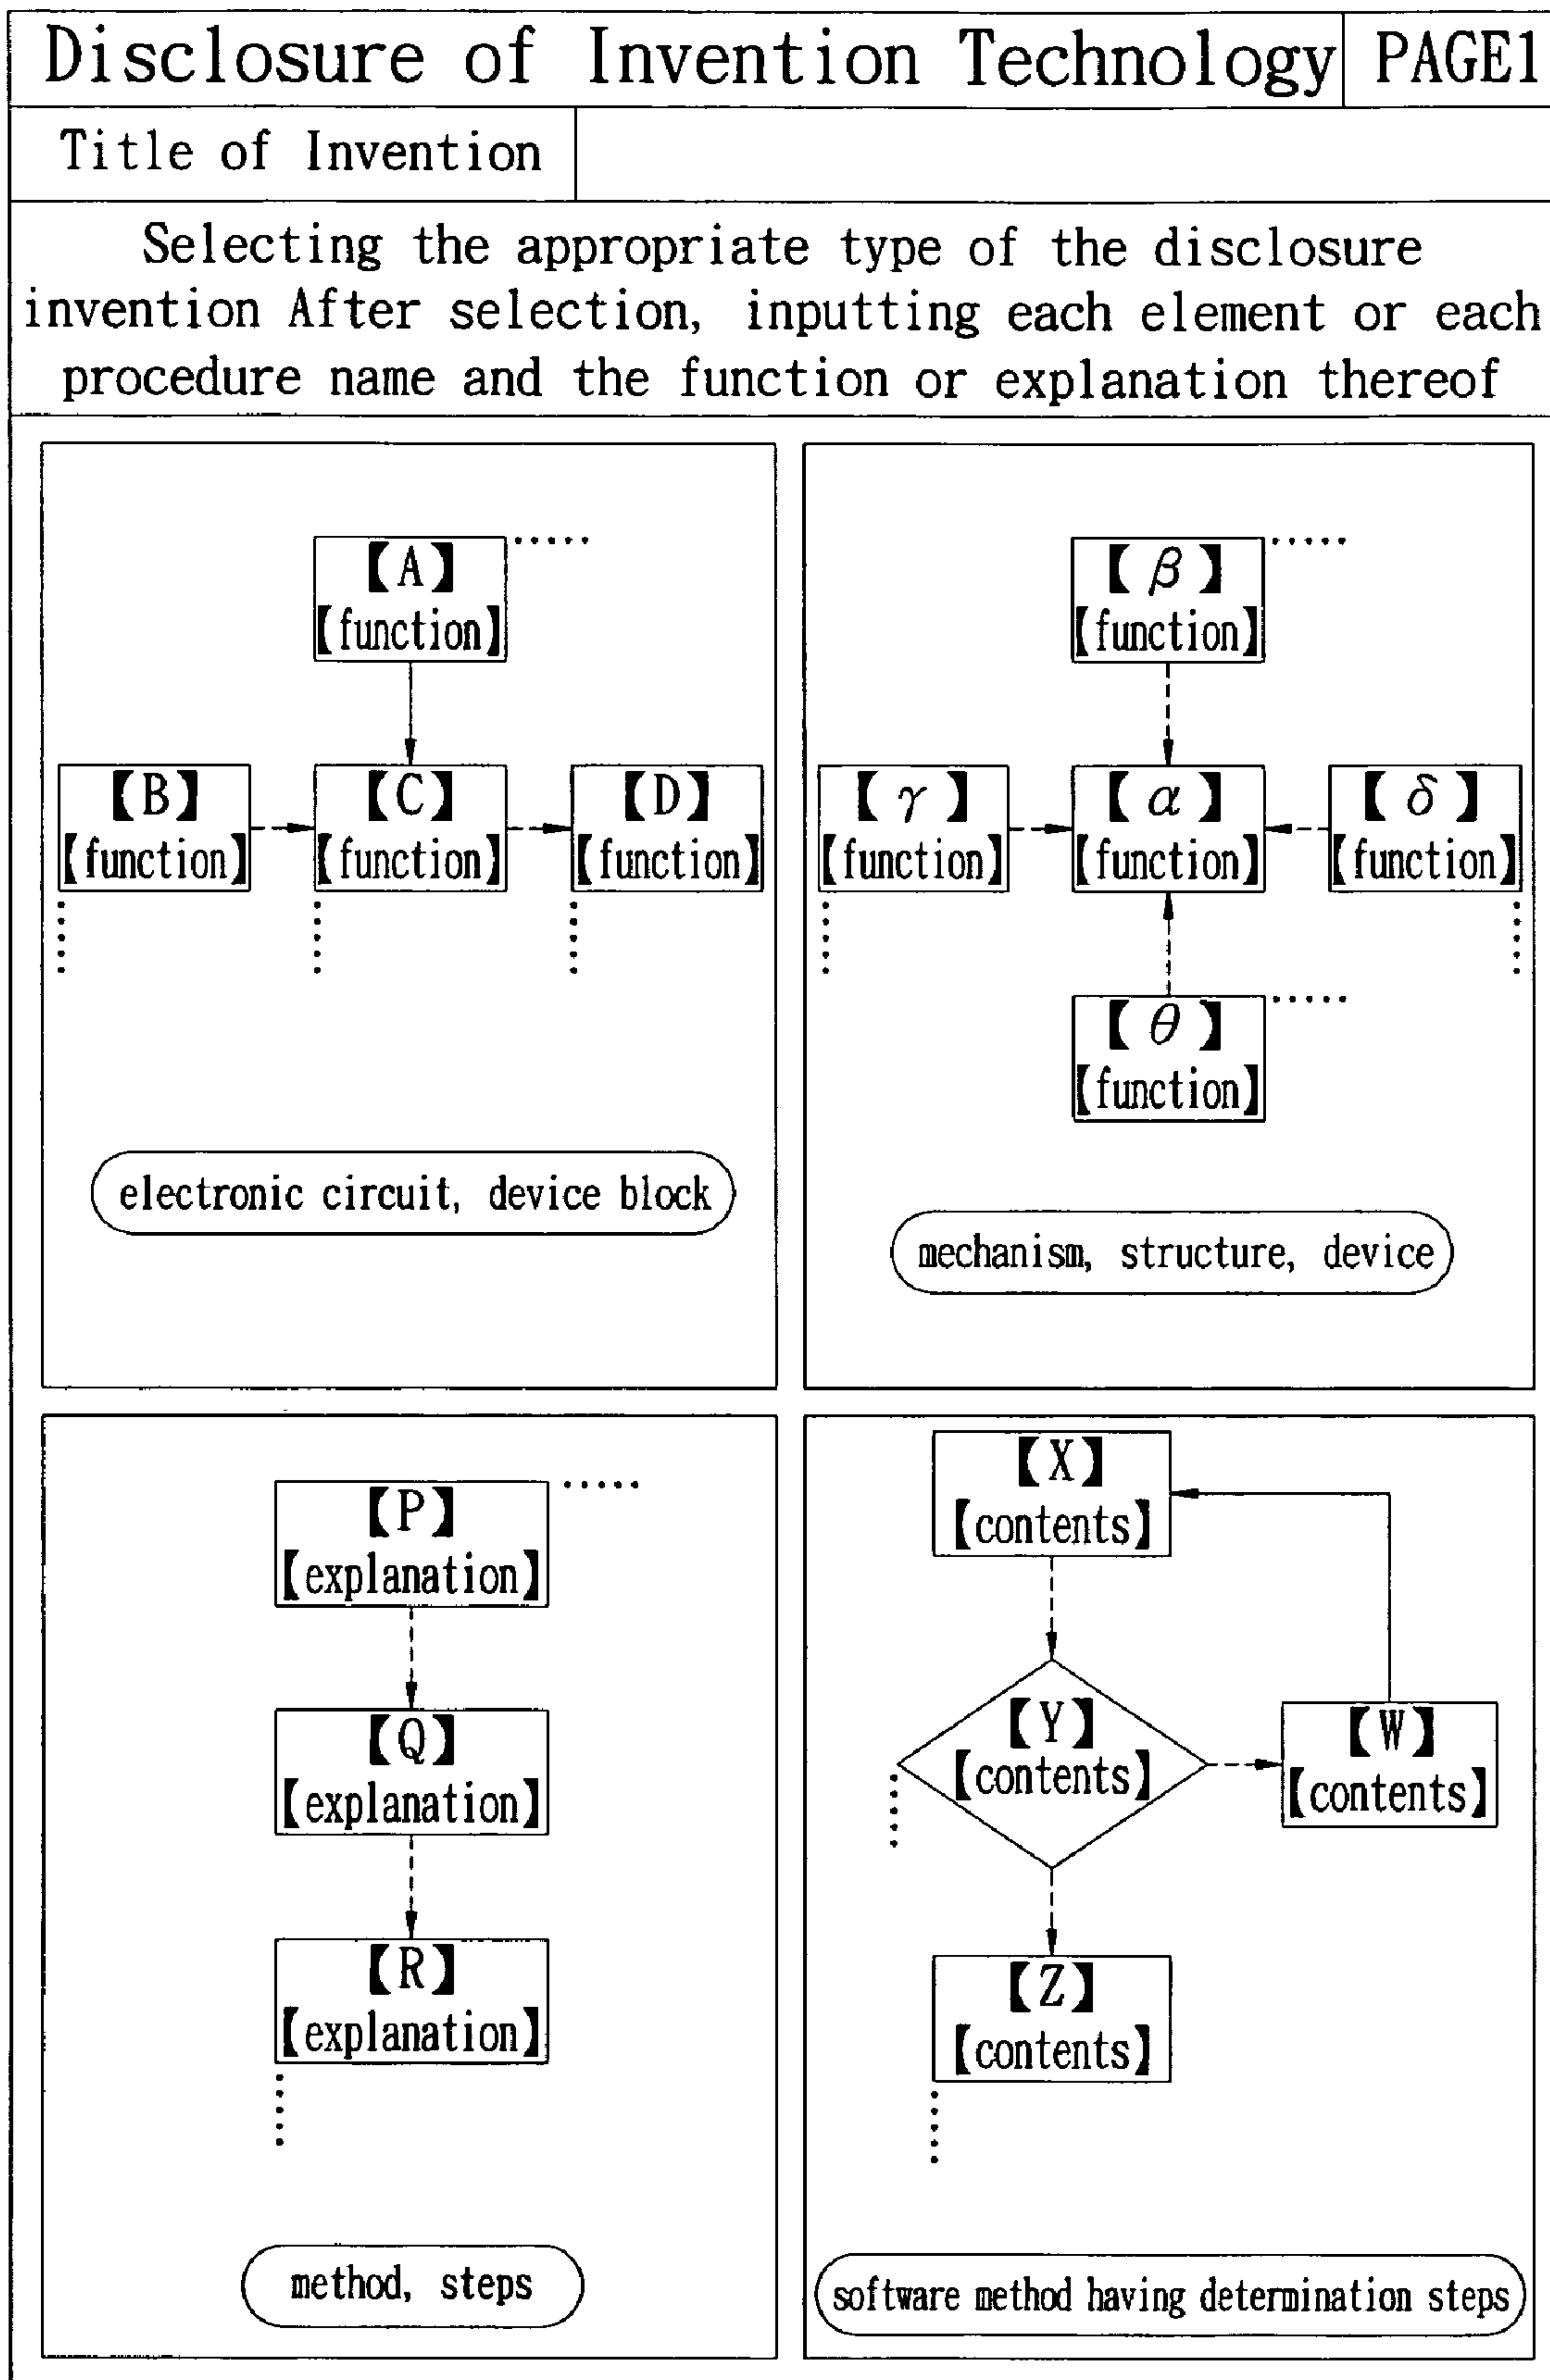 Disclosure of Invention Technology
PAGE1
Title of Invention
Selecting the appropriate type of the disclosure
invention After selection, inputting each element or each
procedure name and the function or explanation thereof
【A】
【function】
【B】
【function】
【C】
【function】
【D】
【function】
electronic circuit, device block
【β】
【function】
【γ】
【function】
【α】
【function】
【δ】
【function】
【θ】
【function】
mechanism, structure, device
【P】
【explanation】
【Q】
【explanation】
【R】
【explanation】
method, steps
【X】
【contents】
【Y】
【contents】
【W】
【contents】
【Z】
【contents】
software method having determination steps